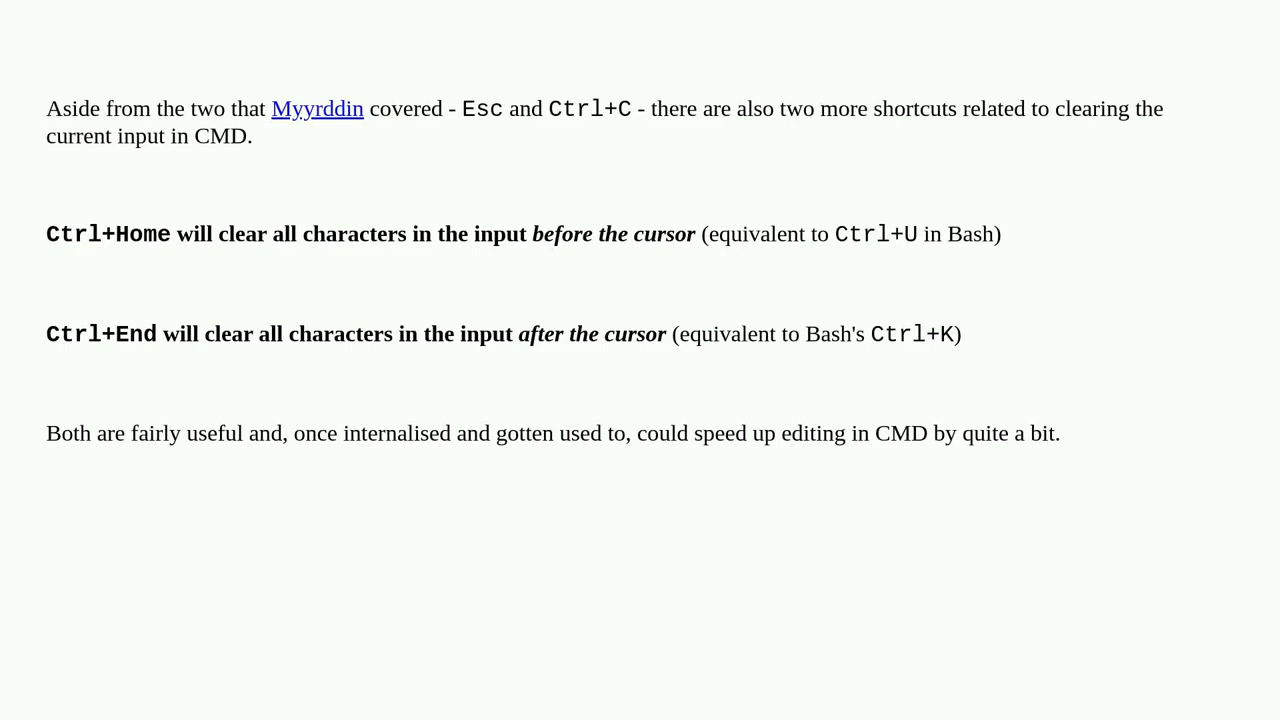 Aside from the two that Myyrddin covered - Esc and Ctrl+C - there are also two more shortcuts related to clearing the
current input in CMD.
Ctrl+Home will clear all characters in the input before the cursor (equivalent to Ctrl+U in Bash)
Ctrl+End will clear all characters in the input after the cursor (equivalent to Bash's Ctrl+K)
Both are fairly useful and, once internalised and gotten used to, could speed up editing in CMD by quite a bit.